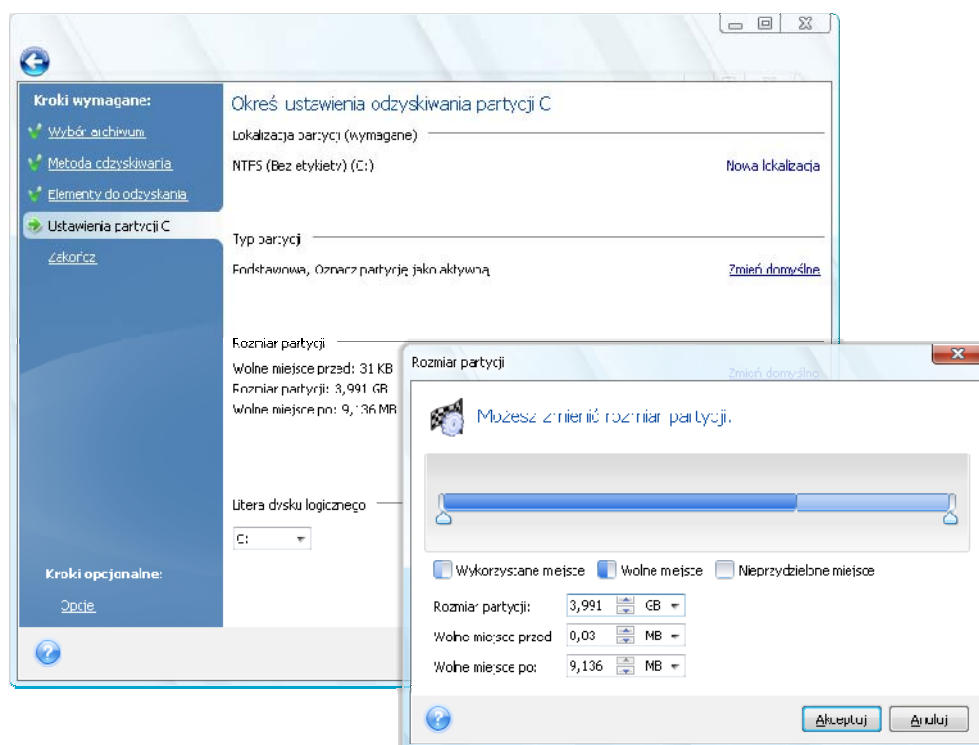 Kroki wymagane:
Wybór archiwum
Metoda odzyskiwania
Elementy do odzyskania
Ustawienia partycji C
Zakończ
Kroki opcjonalne:
Opcje
Określ ustawienia odzyskiwania partycji C
Lokalizacja partycji (wymagane)
NTFS (Bez etykiety) (C:) Nowa lokalizacja
Typ partycji
Podstawowa, Oznacz partycję jako aktywną Zmień domyślne
Rozmiar partycji
Wolne miejsce przed: 31 KB Zmień domyślne
Rozmiar partycji: 3,991 GB
Wolne miejsce po: 9,136 MB
Litera dysku logicznego
C:
Rozmiar partycji
Możesz zmienić rozmiar partycji.
Wykorzystane miejsce Wolne miejsce Nieprzydzielone miejsce
Rozmiar partycji: 3,991 GB
Wolne miejsce przed 0,03 MB
Wolne miejsce po: 9,136 MB
Akceptuj Anuluj